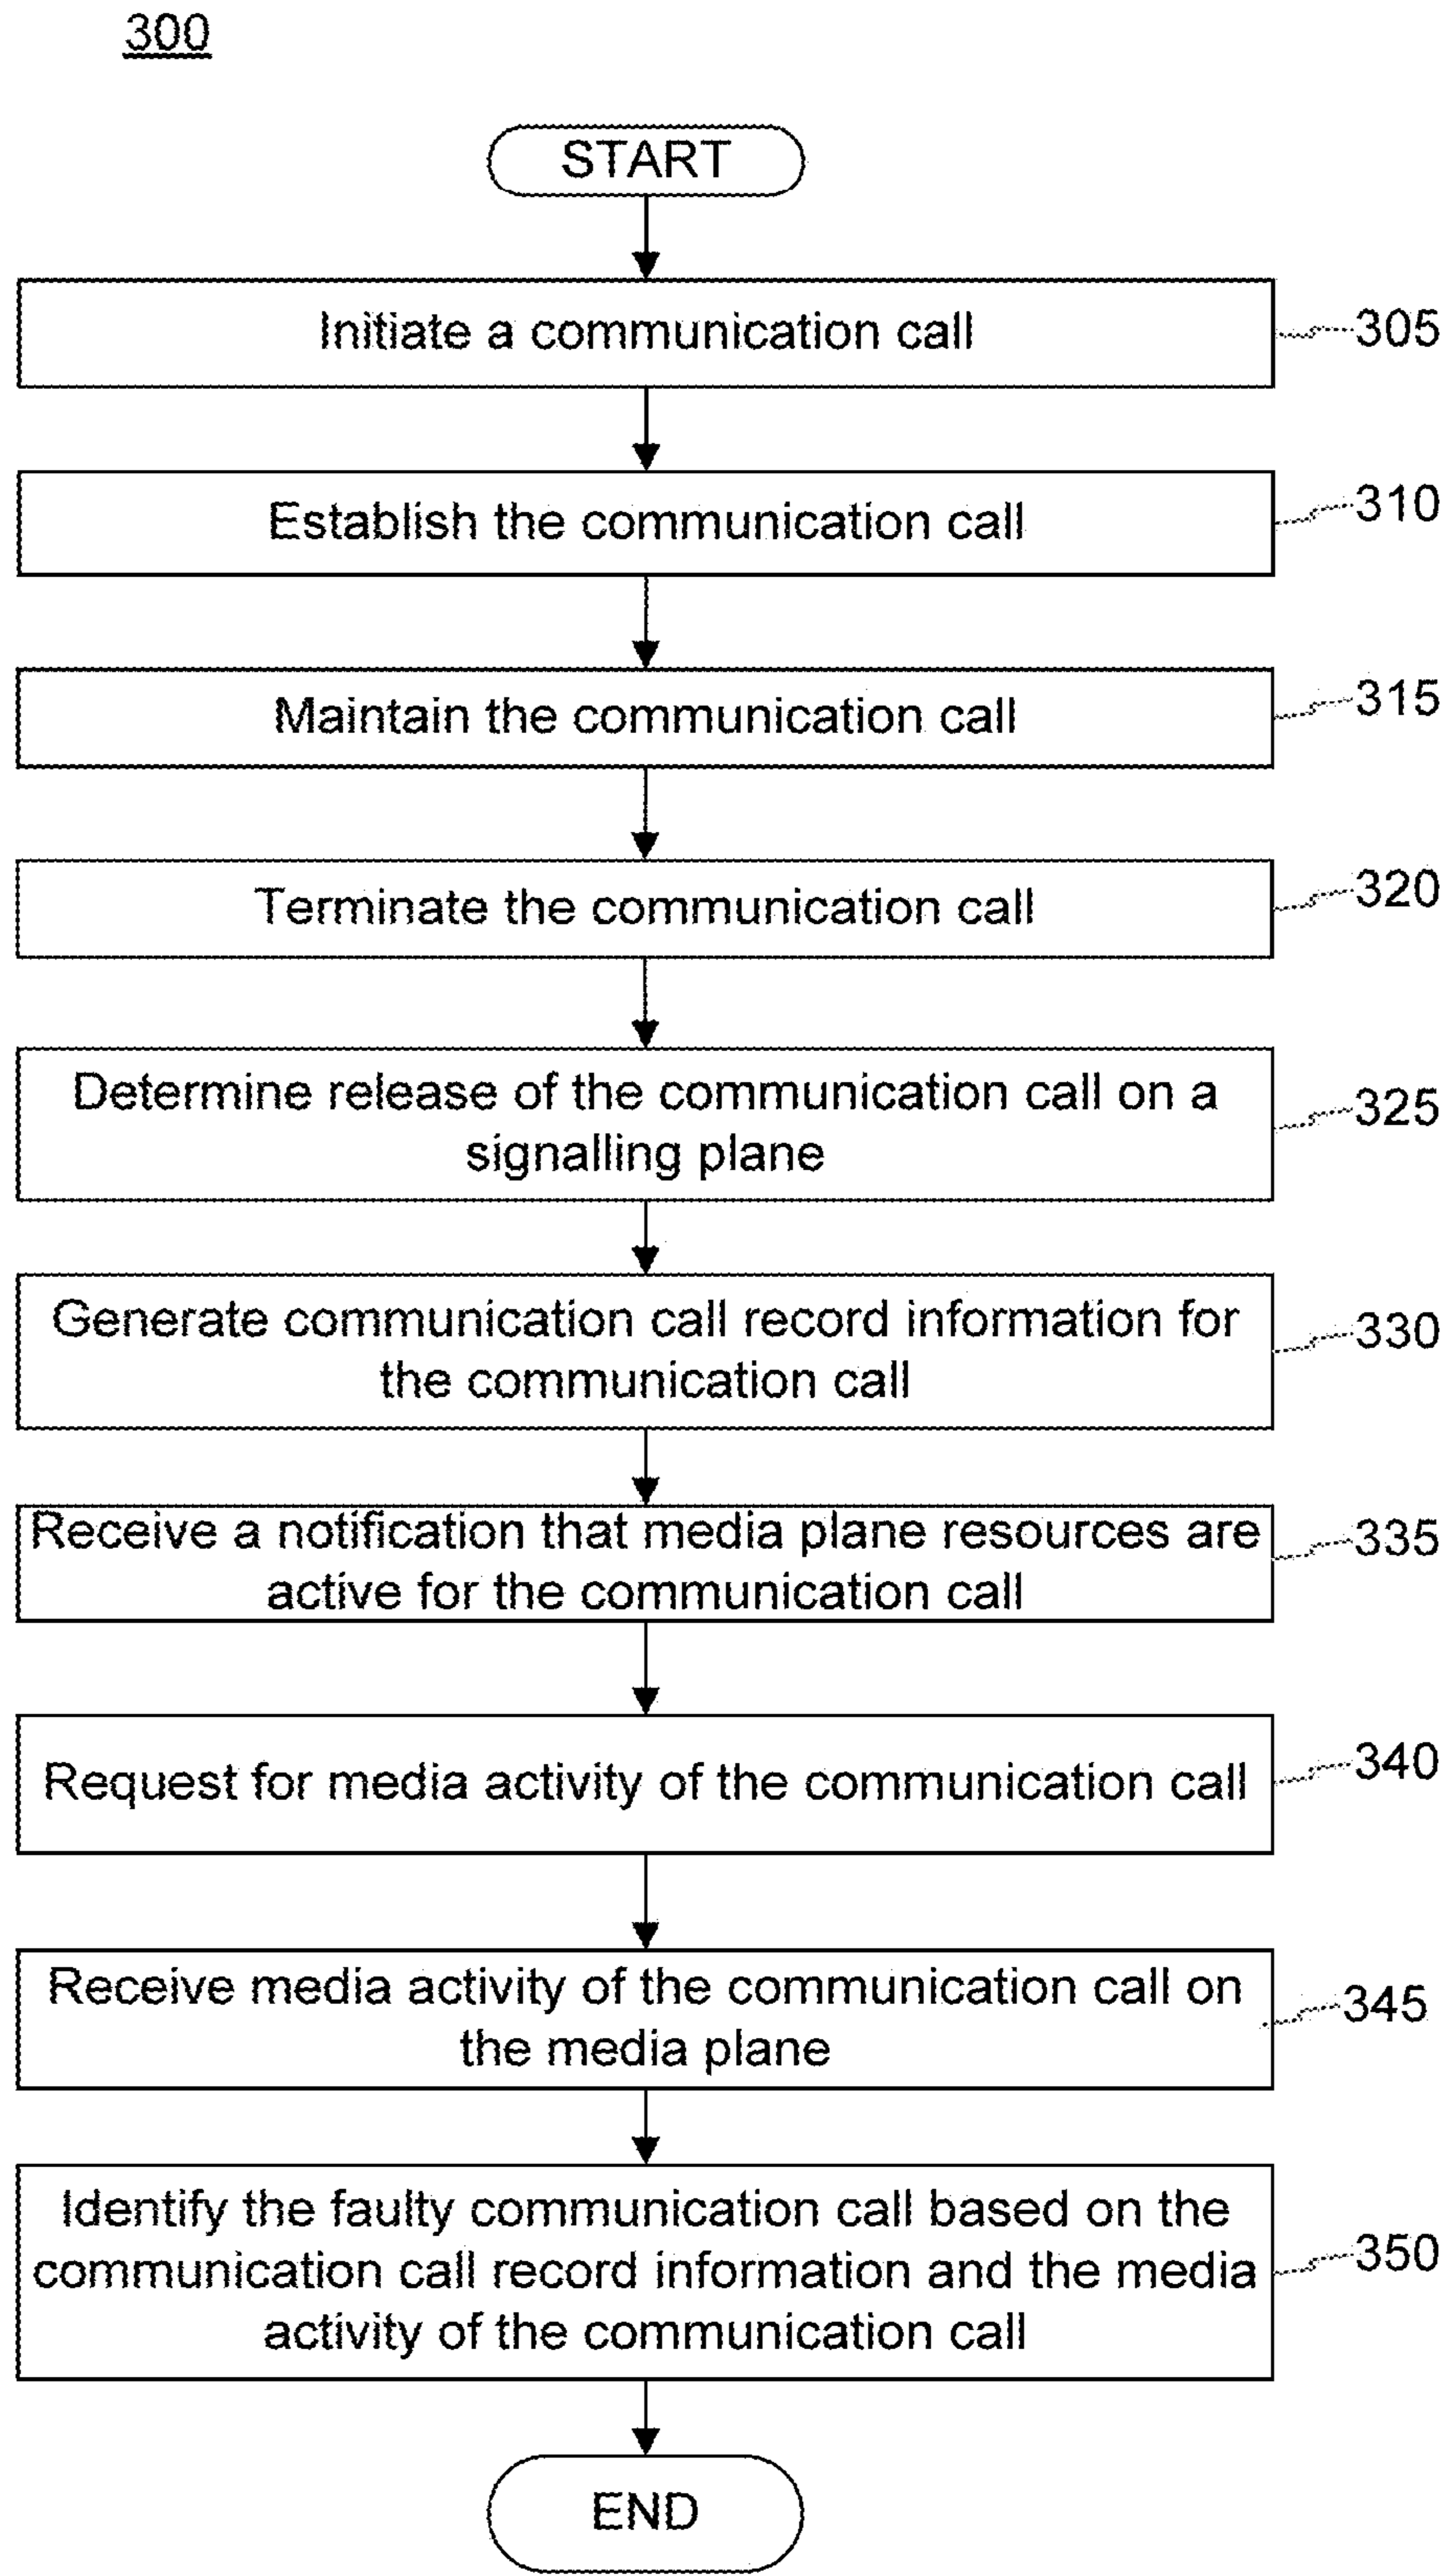 300
START
Initiate a communication call
305
Establish the communication call
310
Maintain the communication call
315
Terminate the communication call
320
Determine release of the communication call on a
signalling plane
325
Generate communication call record information for
the communication call
330
Receive a notification that media plane resources are
active for the communication call
335
Request for media activity of the communication call
340
Receive media activity of the communication call on
the media plane
345
Identify the faulty communication call based on the
communication call record information and the media
activity of the communication call
350
END